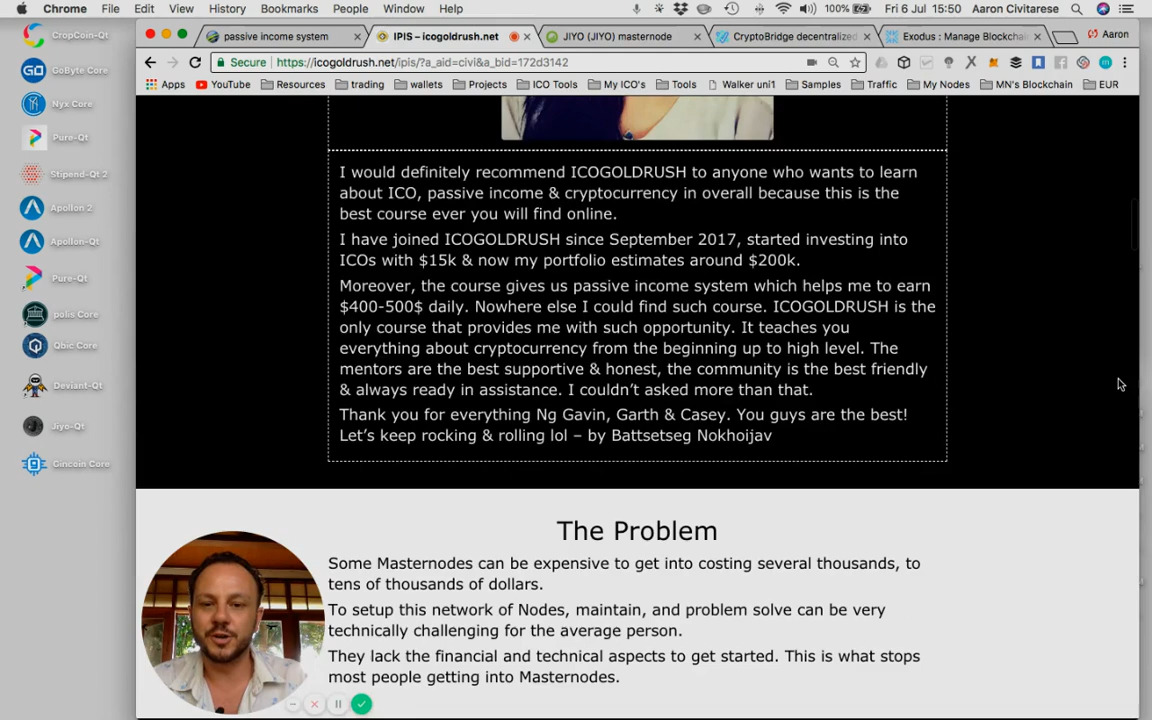 Chrome File Edit View History Bookmarks People Window Help 100% Fri 6 Jul 15:50 Aaron Civitarese
passive income system
IPIS – icogoldrush.net
JIYO (JIYO) masternode
CryptoBridge decentralized
Exodus : Manage Blockchain
Aaron
Secure https://icogoldrush.net/ipis/?a_aid=civi&a_bid=172d3142
Apps YouTube Resources trading wallets Projects ICO Tools My ICO's Tools Walker uni1 Samples Traffic My Nodes MN's Blockchain EUR
CropCoin-Qt
GoByte Core
Nyx Core
Pure-Qt
Stipend-Qt 2
Apollon 2
Apollon-Qt
Pure-Qt
polis Core
Qbic Core
Deviant-Qt
Jiyo-Qt
Gincoin Core
I would definitely recommend ICOGOLDRUSH to anyone who wants to learn
about ICO, passive income & cryptocurrency in overall because this is the
best course ever you will find online.
I have joined ICOGOLDRUSH since September 2017, started investing into
ICOs with $15k & now my portfolio estimates around $200k.
Moreover, the course gives us passive income system which helps me to earn
$400-500$ daily. Nowhere else I could find such course. ICOGOLDRUSH is the
only course that provides me with such opportunity. It teaches you
everything about cryptocurrency from the beginning up to high level. The
mentors are the best supportive & honest, the community is the best friendly
& always ready in assistance. I couldn't asked more than that.
Thank you for everything Ng Gavin, Garth & Casey. You guys are the best!
Let's keep rocking & rolling lol – by Battsetseg Nokhoijav
The Problem
Some Masternodes can be expensive to get into costing several thousands, to
tens of thousands of dollars.
To setup this network of Nodes, maintain, and problem solve can be very
technically challenging for the average person.
They lack the financial and technical aspects to get started. This is what stops
most people getting into Masternodes.